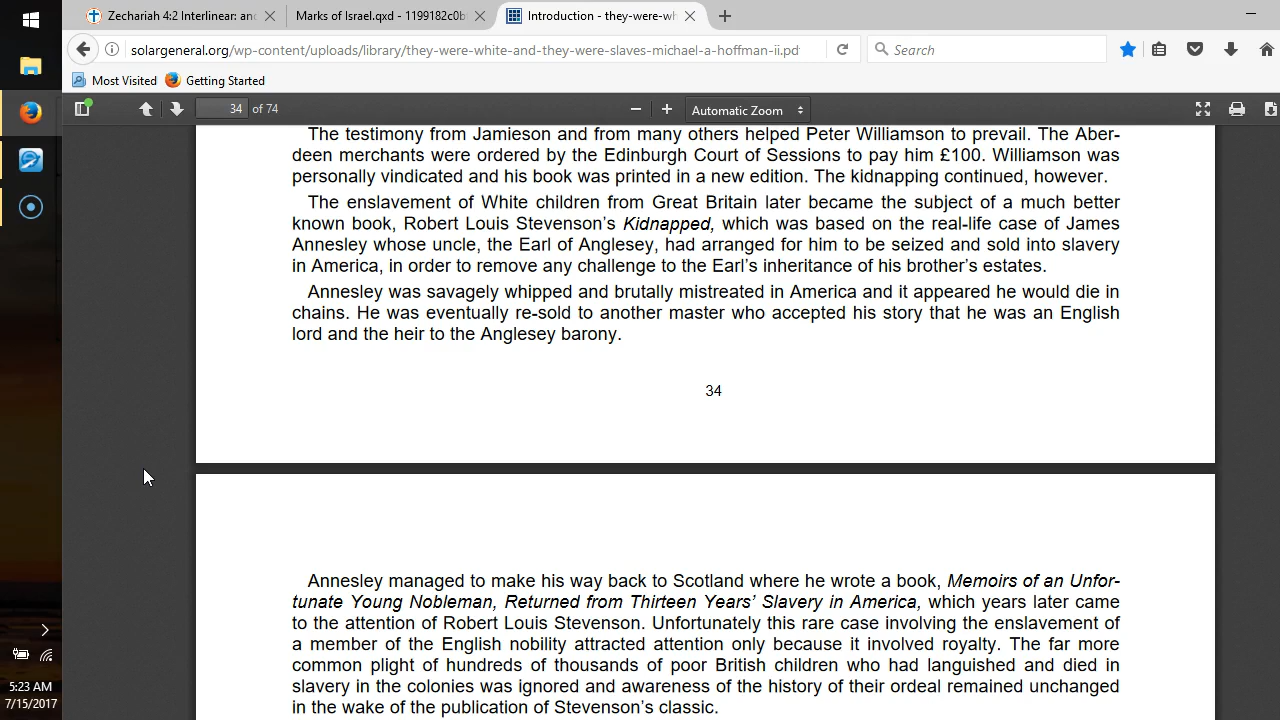 Zechariah 4:2 Interlinear: and
Marks of Israel.qxd - 1199182c0b
Introduction - they-were-wh
solargeneral.org/wp-content/uploads/library/they-were-white-and-they-were-slaves-michael-a-hoffman-ii.pdf
Search
Most Visited
Getting Started
34 of 74
Automatic Zoom
The testimony from Jamieson and from many others helped Peter Williamson to prevail. The Aber-
deen merchants were ordered by the Edinburgh Court of Sessions to pay him £100. Williamson was
personally vindicated and his book was printed in a new edition. The kidnapping continued, however.
The enslavement of White children from Great Britain later became the subject of a much better
known book, Robert Louis Stevenson’s Kidnapped, which was based on the real-life case of James
Annesley whose uncle, the Earl of Anglesey, had arranged for him to be seized and sold into slavery
in America, in order to remove any challenge to the Earl’s inheritance of his brother’s estates.
Annesley was savagely whipped and brutally mistreated in America and it appeared he would die in
chains. He was eventually re-sold to another master who accepted his story that he was an English
lord and the heir to the Anglesey barony.
34
Annesley managed to make his way back to Scotland where he wrote a book, Memoirs of an Unfor-
tunate Young Nobleman, Returned from Thirteen Years’ Slavery in America, which years later came
to the attention of Robert Louis Stevenson. Unfortunately this rare case involving the enslavement of
a member of the English nobility attracted attention only because it involved royalty. The far more
common plight of hundreds of thousands of poor British children who had languished and died in
slavery in the colonies was ignored and awareness of the history of their ordeal remained unchanged
in the wake of the publication of Stevenson’s classic.
5:23 AM
7/15/2017